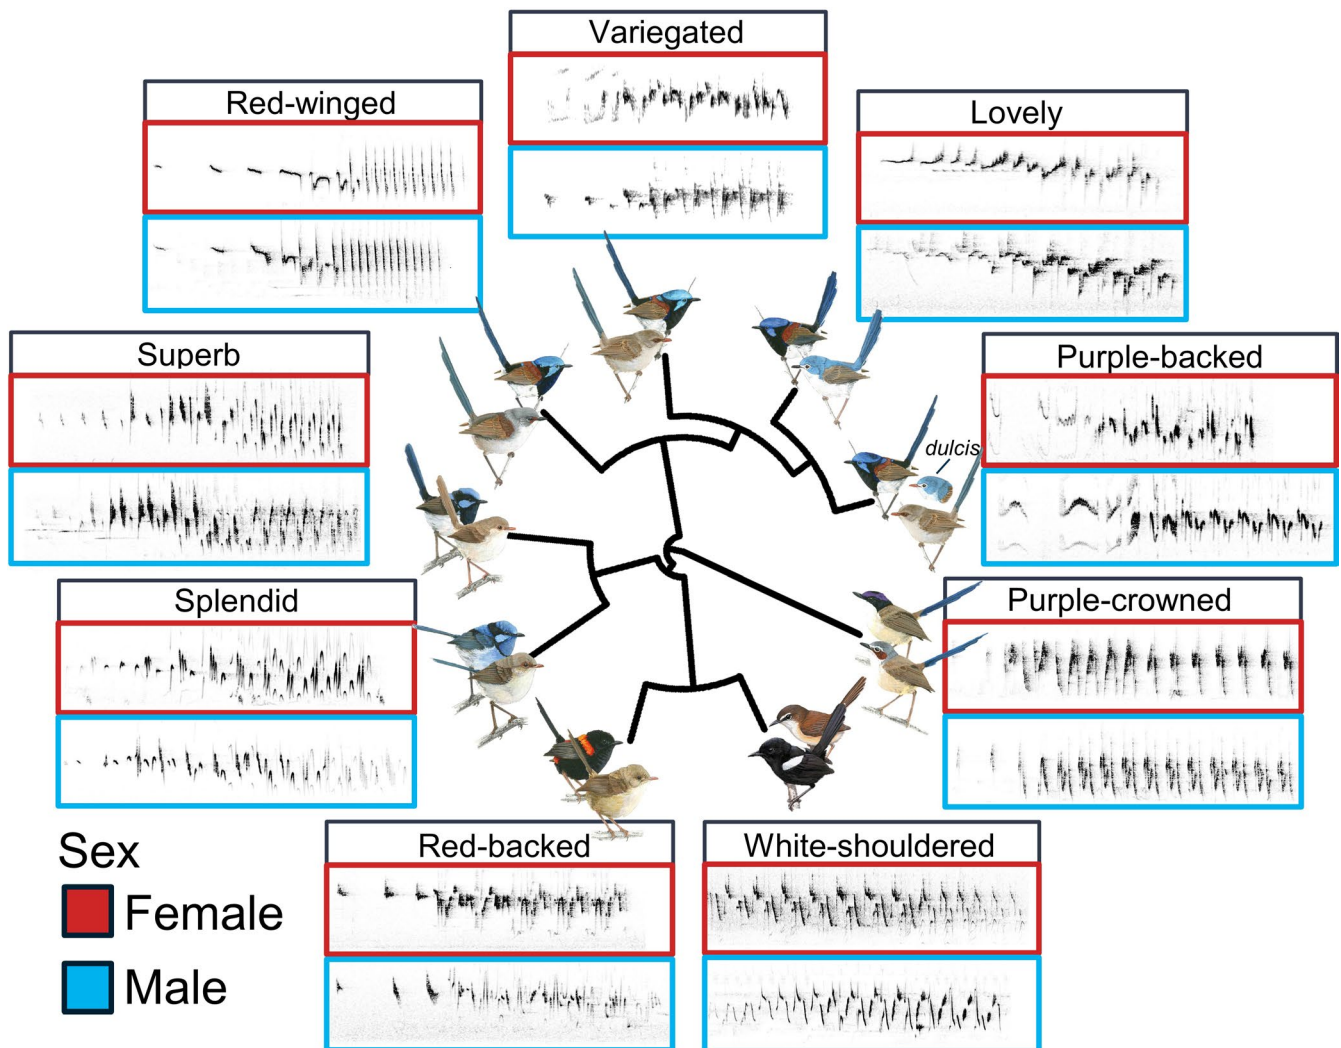 Variegated
Red-winged
Lovely
Superb
Purple-backed
dulcis
Splendid
Purple-crowned
Red-backed
White-shouldered
Sex
Female
Male